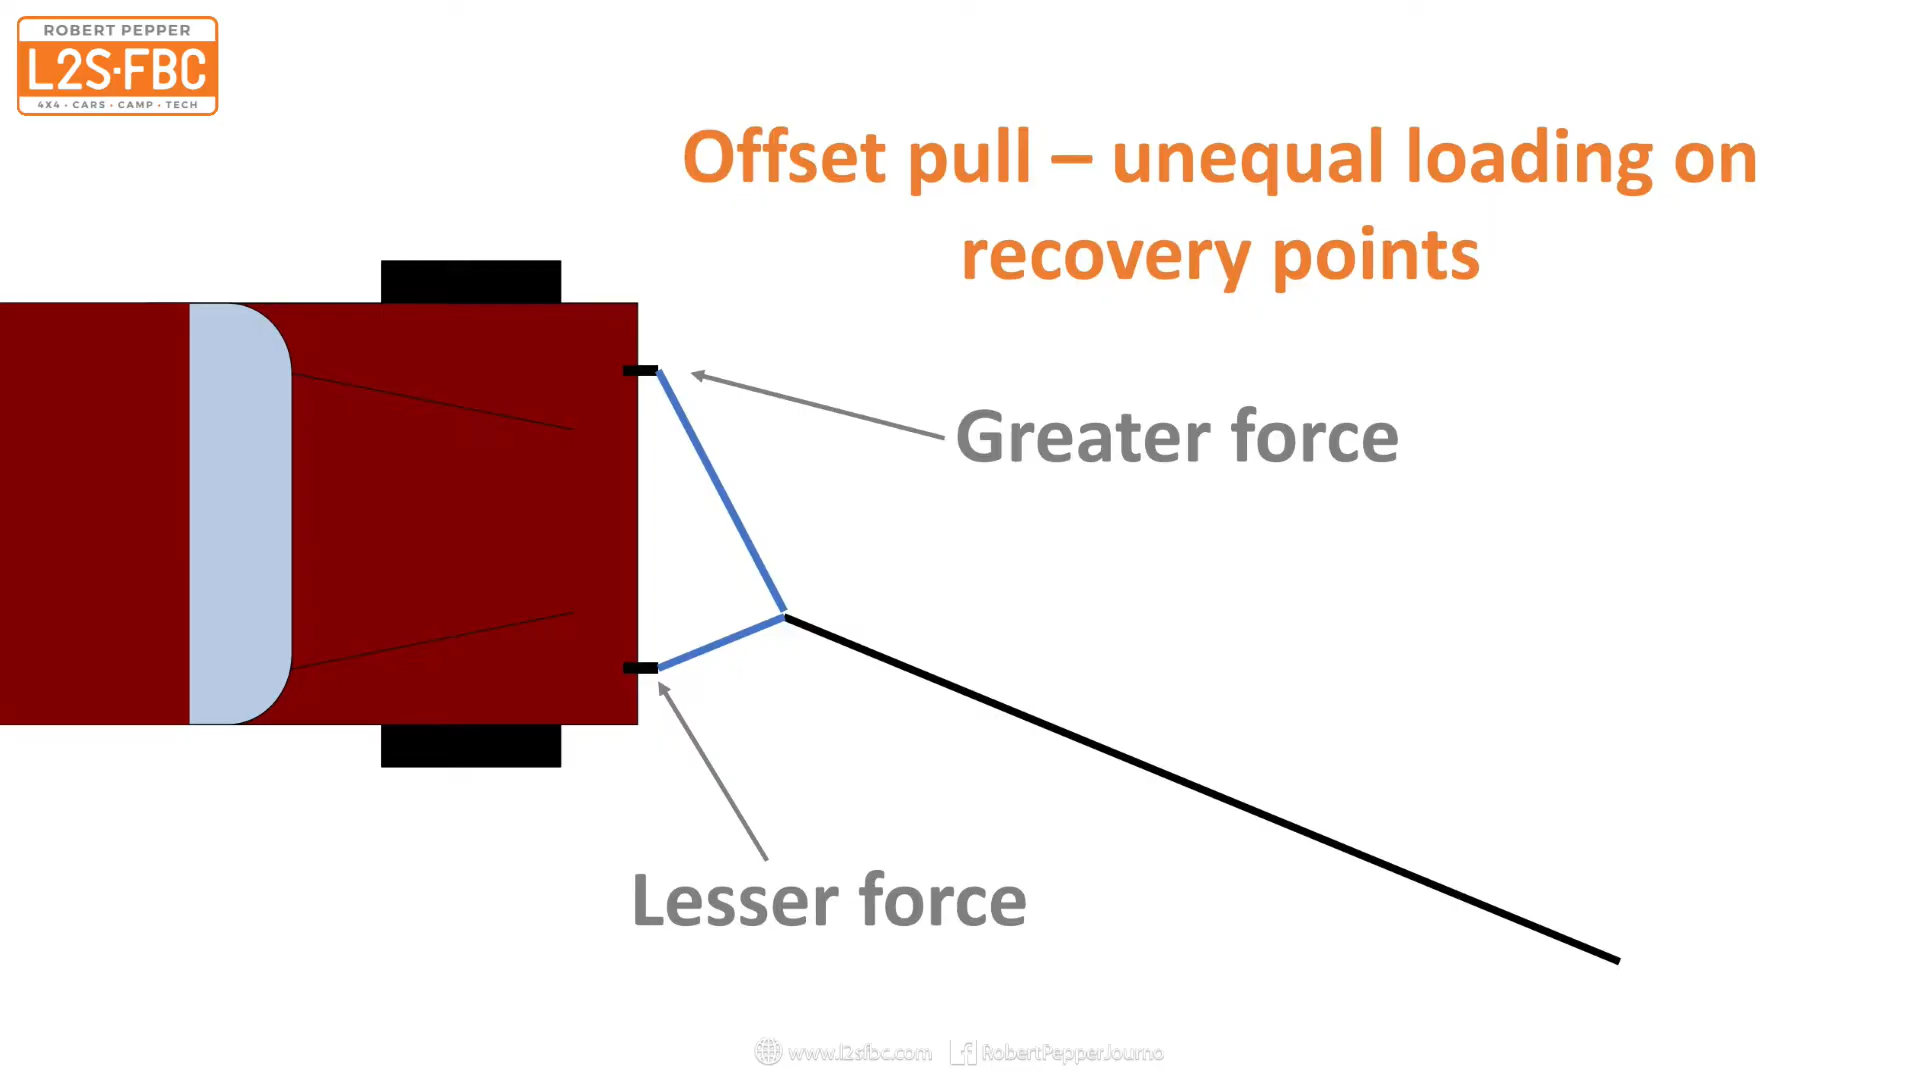 ROBERT PEPPER
L2S·FBC
4X4 · CARS · CAMP · TECH
Offset pull – unequal loading on
recovery points
Greater force
Lesser force
www.l2sfbc.com RobertPepperJourno